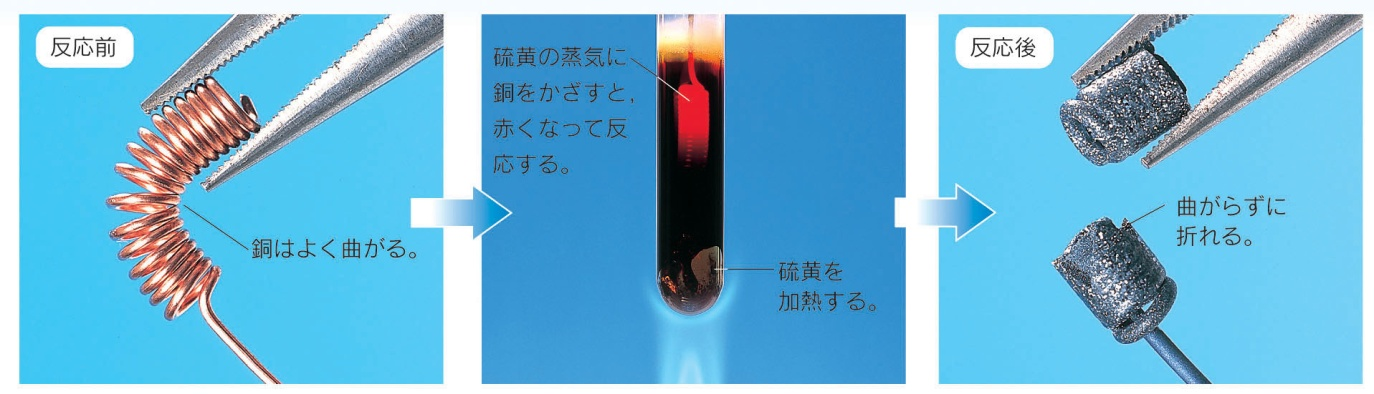 反応前
銅はよく曲がる。
硫黄の蒸気に
銅をかざすと,
赤くなって反
応する。
硫黄を
加熱する。
反応後
曲がらずに
折れる。